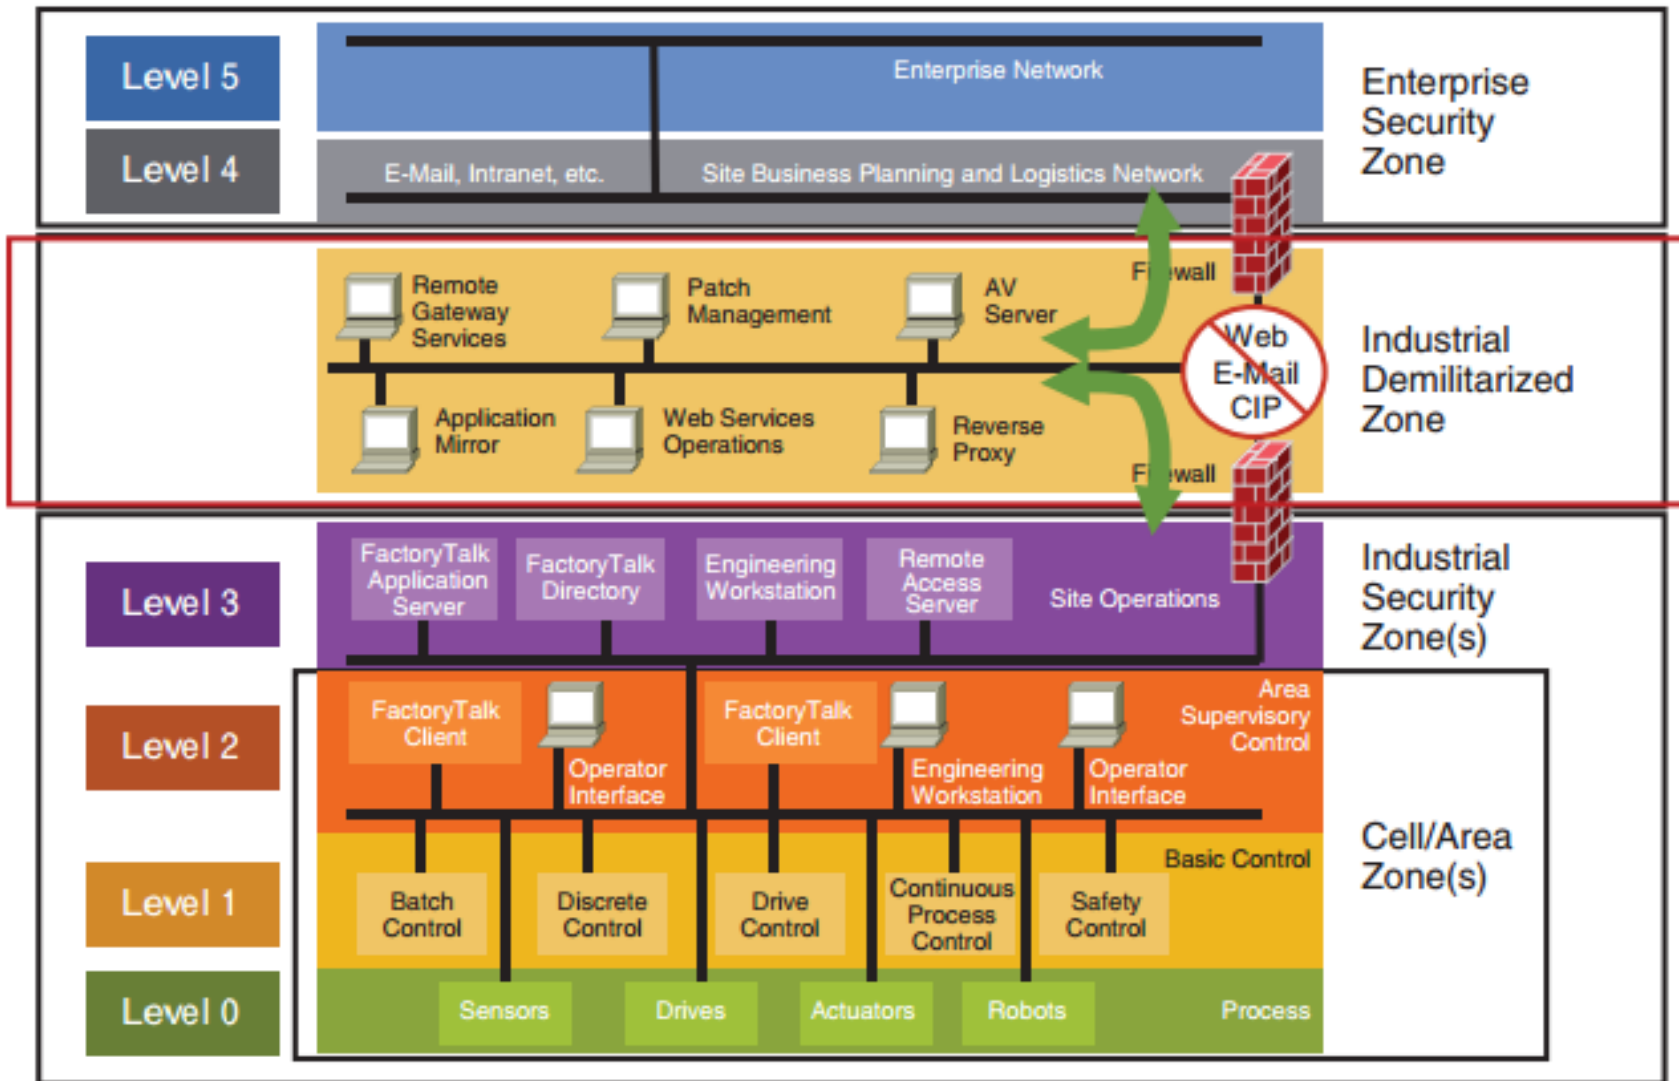 Level 5
Enterprise Network
Enterprise
Security
Zone
Level 4
E-Mail, Intranet, etc.
Site Business Planning and Logistics Network
Remote
Gateway
Services
Patch
Management
AV
Server
Firewall
Web
E-Mail
CIP
Industrial
Demilitarized
Zone
Application
Mirror
Web Services
Operations
Reverse
Proxy
Firewall
Level 3
FactoryTalk
Application
Server
FactoryTalk
Directory
Engineering
Workstation
Remote
Access
Server
Site Operations
Industrial
Security
Zone(s)
Level 2
FactoryTalk
Client
Operator
Interface
FactoryTalk
Client
Engineering
Workstation
Operator
Interface
Area
Supervisory
Control
Level 1
Batch
Control
Discrete
Control
Drive
Control
Continuous
Process
Control
Safety
Control
Basic Control
Cell/Area
Zone(s)
Level 0
Sensors
Drives
Actuators
Robots
Process